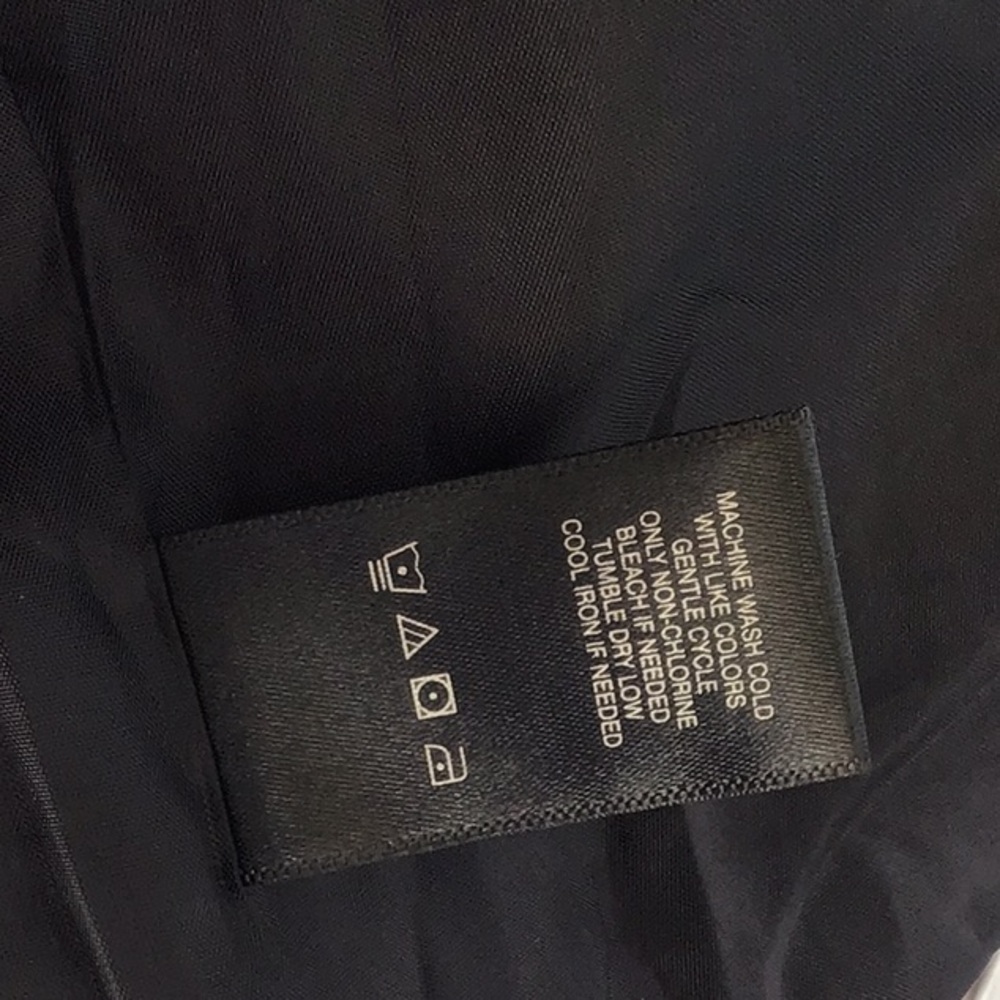 MACHINE WASH COLD
WITH LIKE COLORS
GENTLE CYCLE
ONLY NON-CHLORINE
BLEACH IF NEEDED
TUMBLE DRY LOW
COOL IRON IF NEEDED